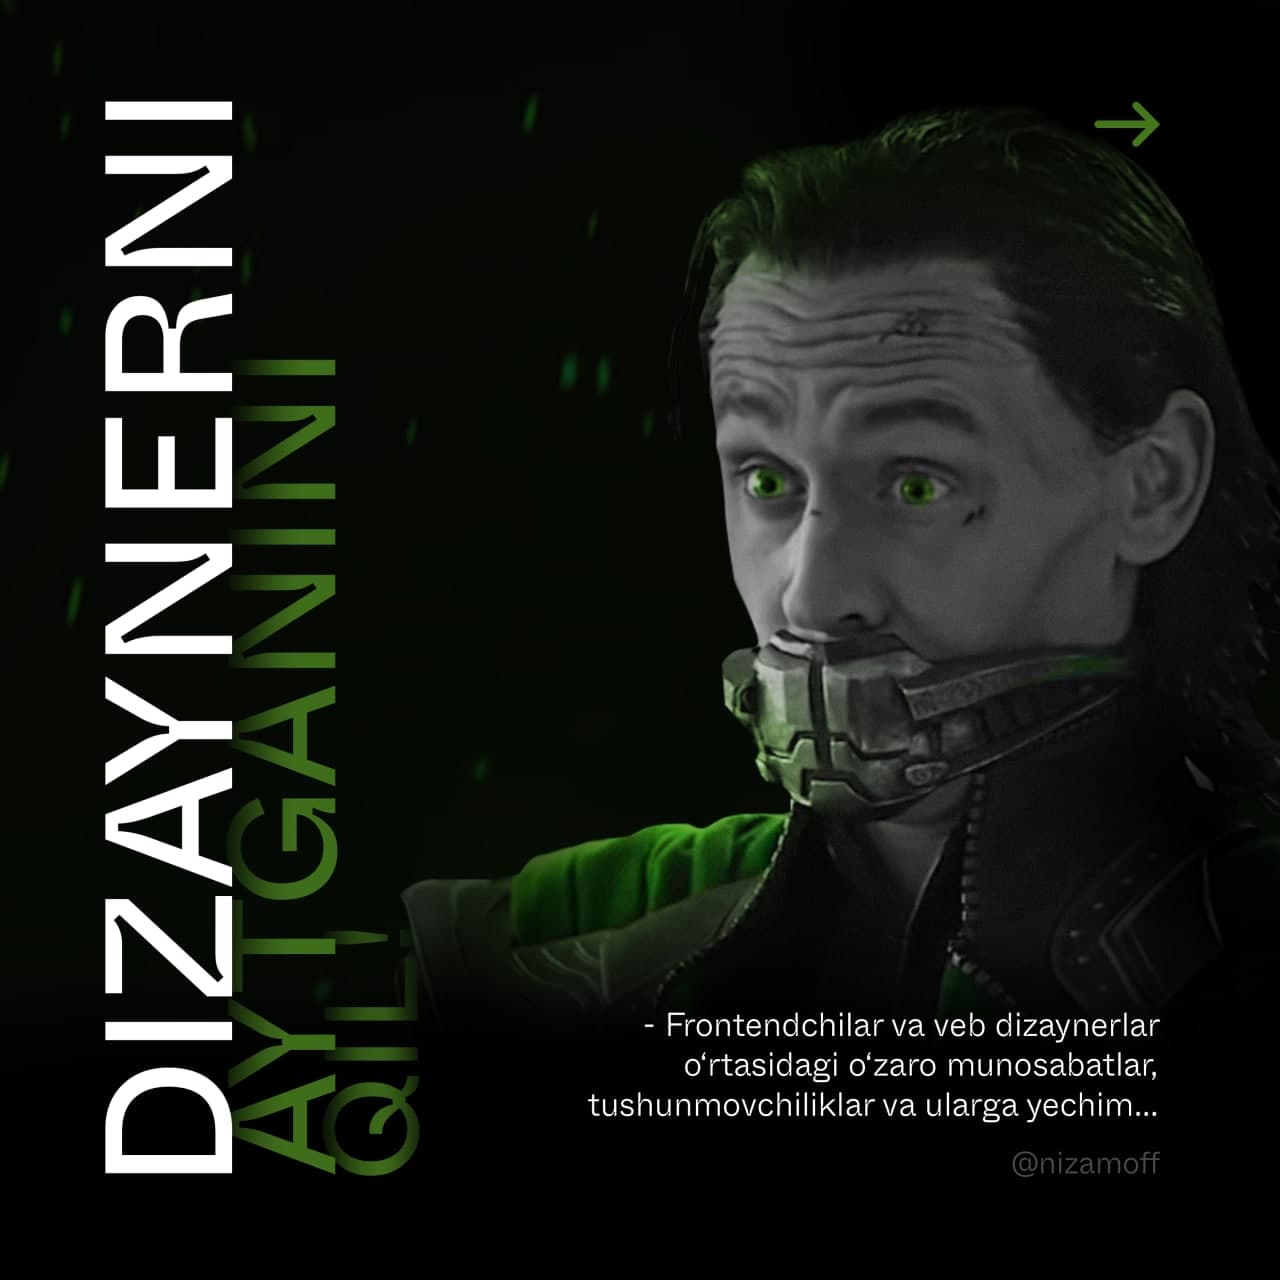 DIZAYNERNI
AYTGANINI
QIL!
- Frontendchilar va veb dizaynerlar
o‘rtasidagi o‘zaro munosabatlar,
tushunmovchiliklar va ularga yechim...
@nizamoff